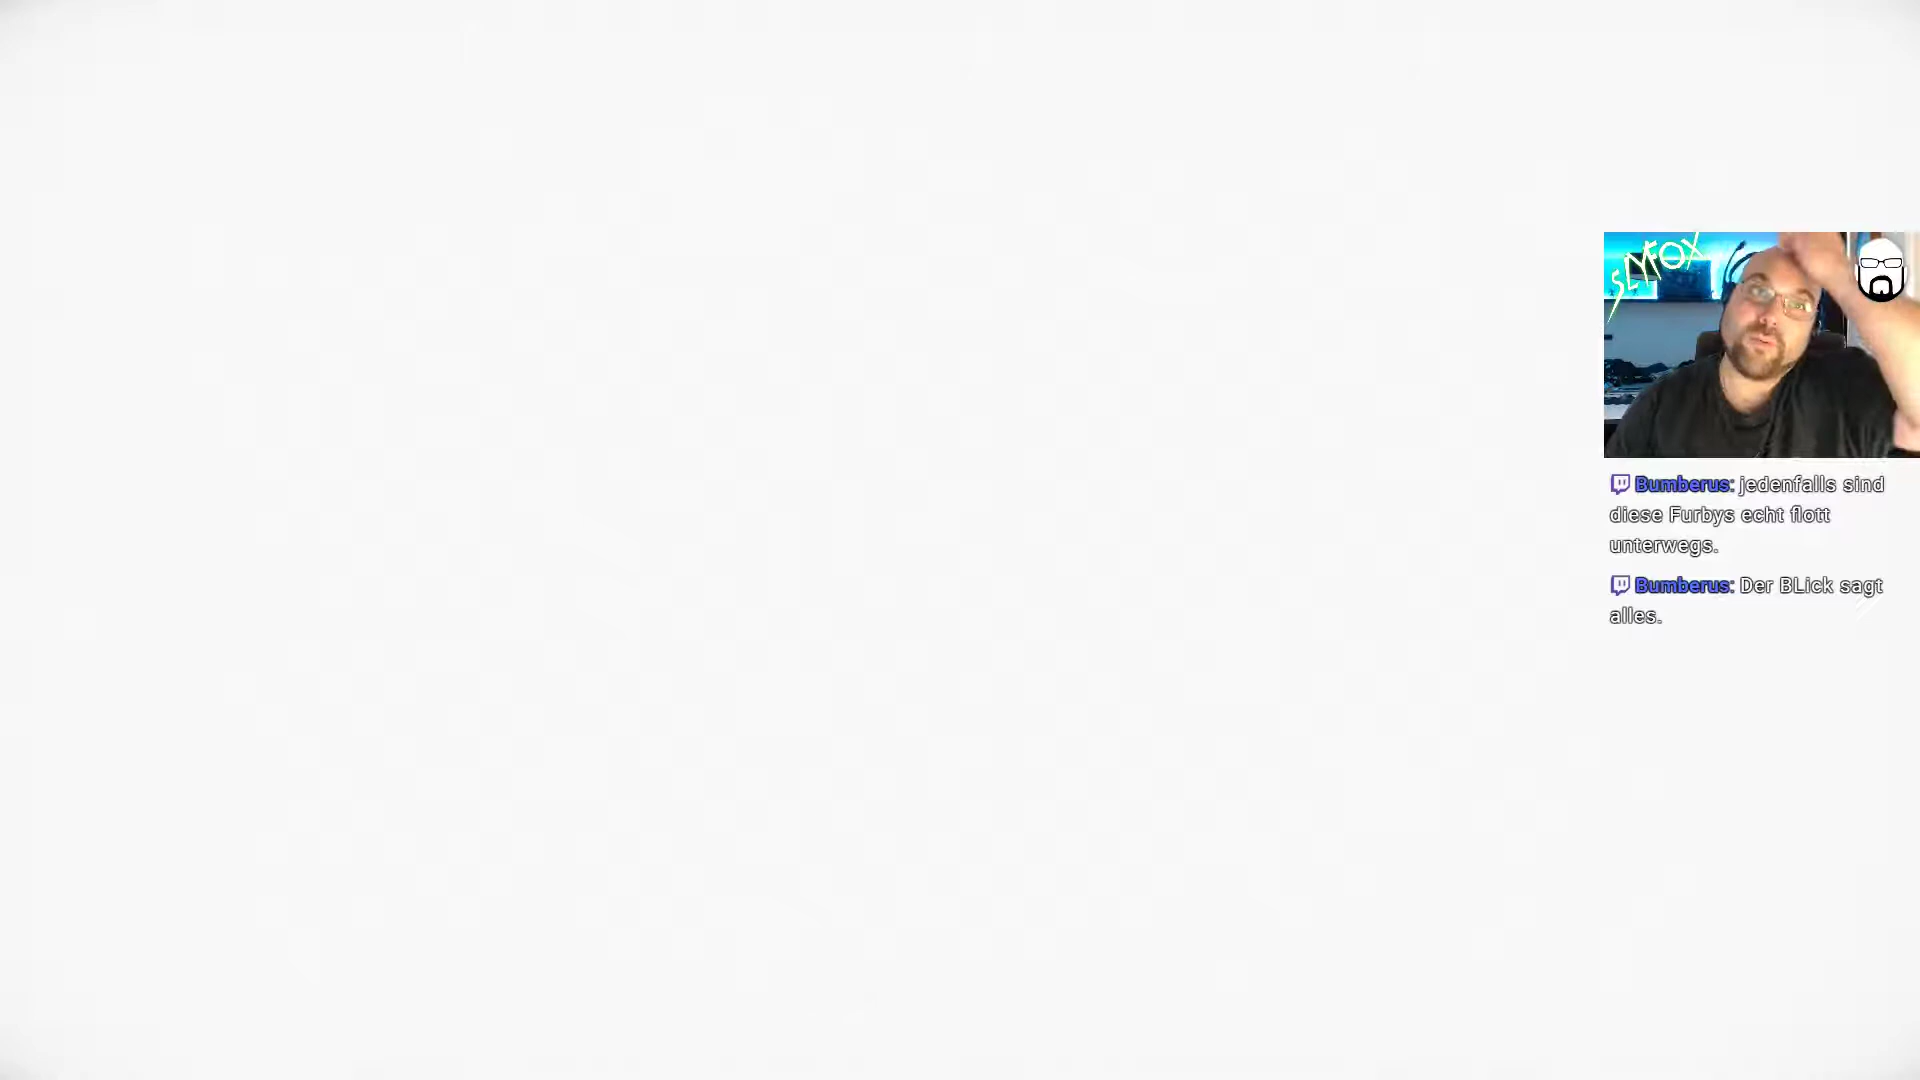 SLYFOX
Bumberus: jedenfalls sind
diese Furbys echt flott
unterwegs.
Bumberus: Der BLick sagt
alles.